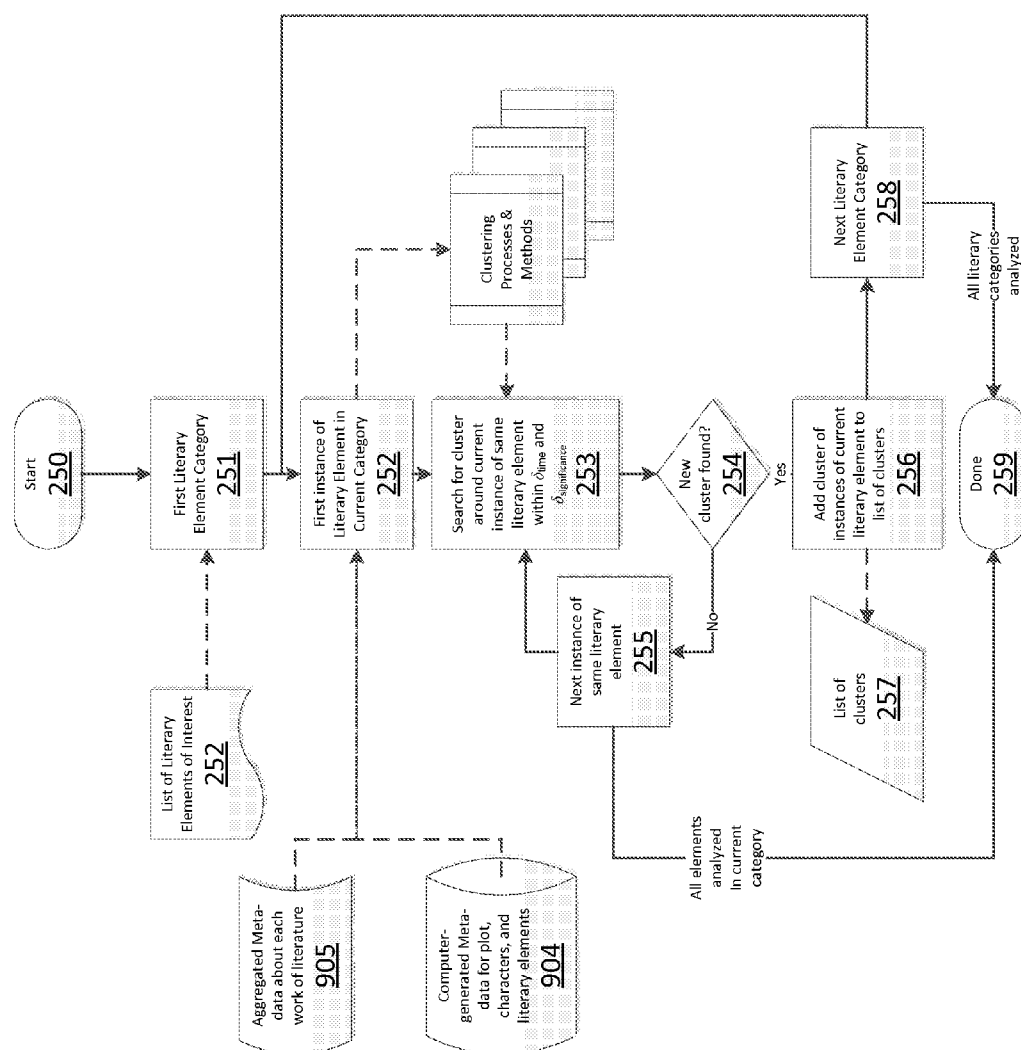 Start
250
List of Literary
Elements of Interest
252
First Literary
Element Category
251
Aggregated Meta-
data about each
work of literature
905
Computer-
generated Meta-
data for plot,
characters, and
literary elements
904
First instance of
Literary Element in
Current Category
252
Clustering
Processes &
Methods
Search for cluster
around current
instance of same
literary element
within δtime and
δsignificance
253
Next instance of
same literary
element
255
New
cluster found?
254
No
Yes
All elements
analyzed
In current
category
List of
clusters
257
Add cluster of
instances of current
literary element to
list of clusters
256
Next Literary
Element Category
258
All literary
categories
analyzed
Done
259